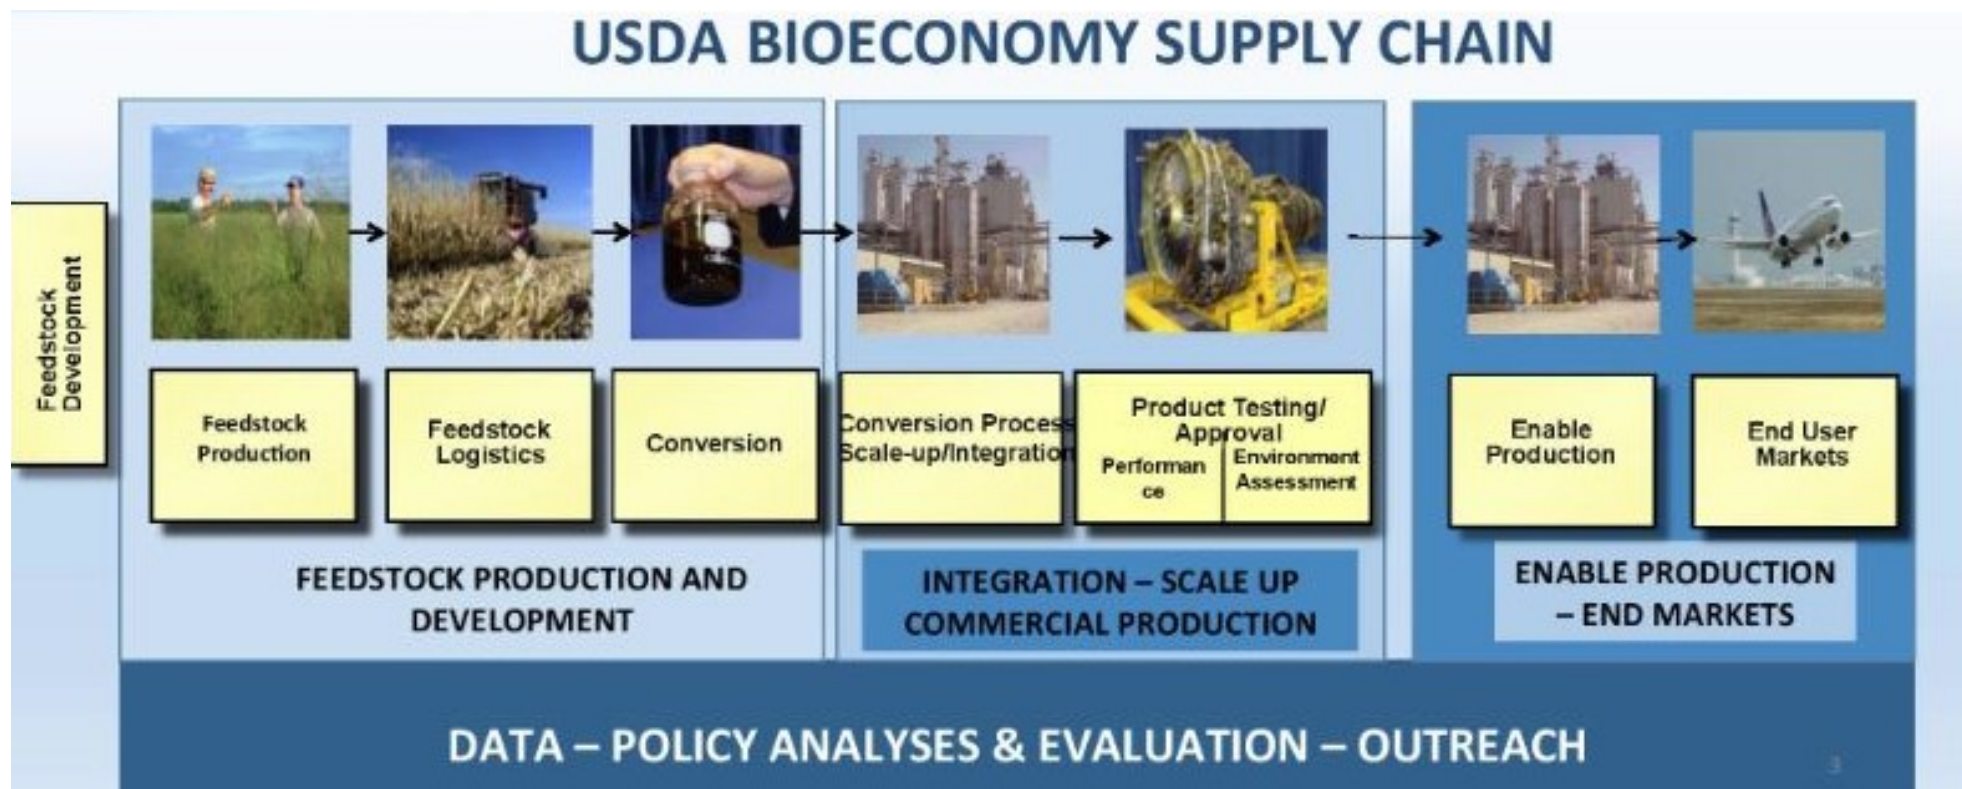 USDA BIOECONOMY SUPPLY CHAIN
Feedstock
Development
Feedstock
Production
Feedstock
Logistics
Conversion
Conversion Process
Scale-up/Integration
Product Testing/
Approval
Performan
ce
Environment
Assessment
Enable
Production
End User
Markets
FEEDSTOCK PRODUCTION AND
DEVELOPMENT
INTEGRATION – SCALE UP
COMMERCIAL PRODUCTION
ENABLE PRODUCTION
– END MARKETS
DATA – POLICY ANALYSES & EVALUATION – OUTREACH
3